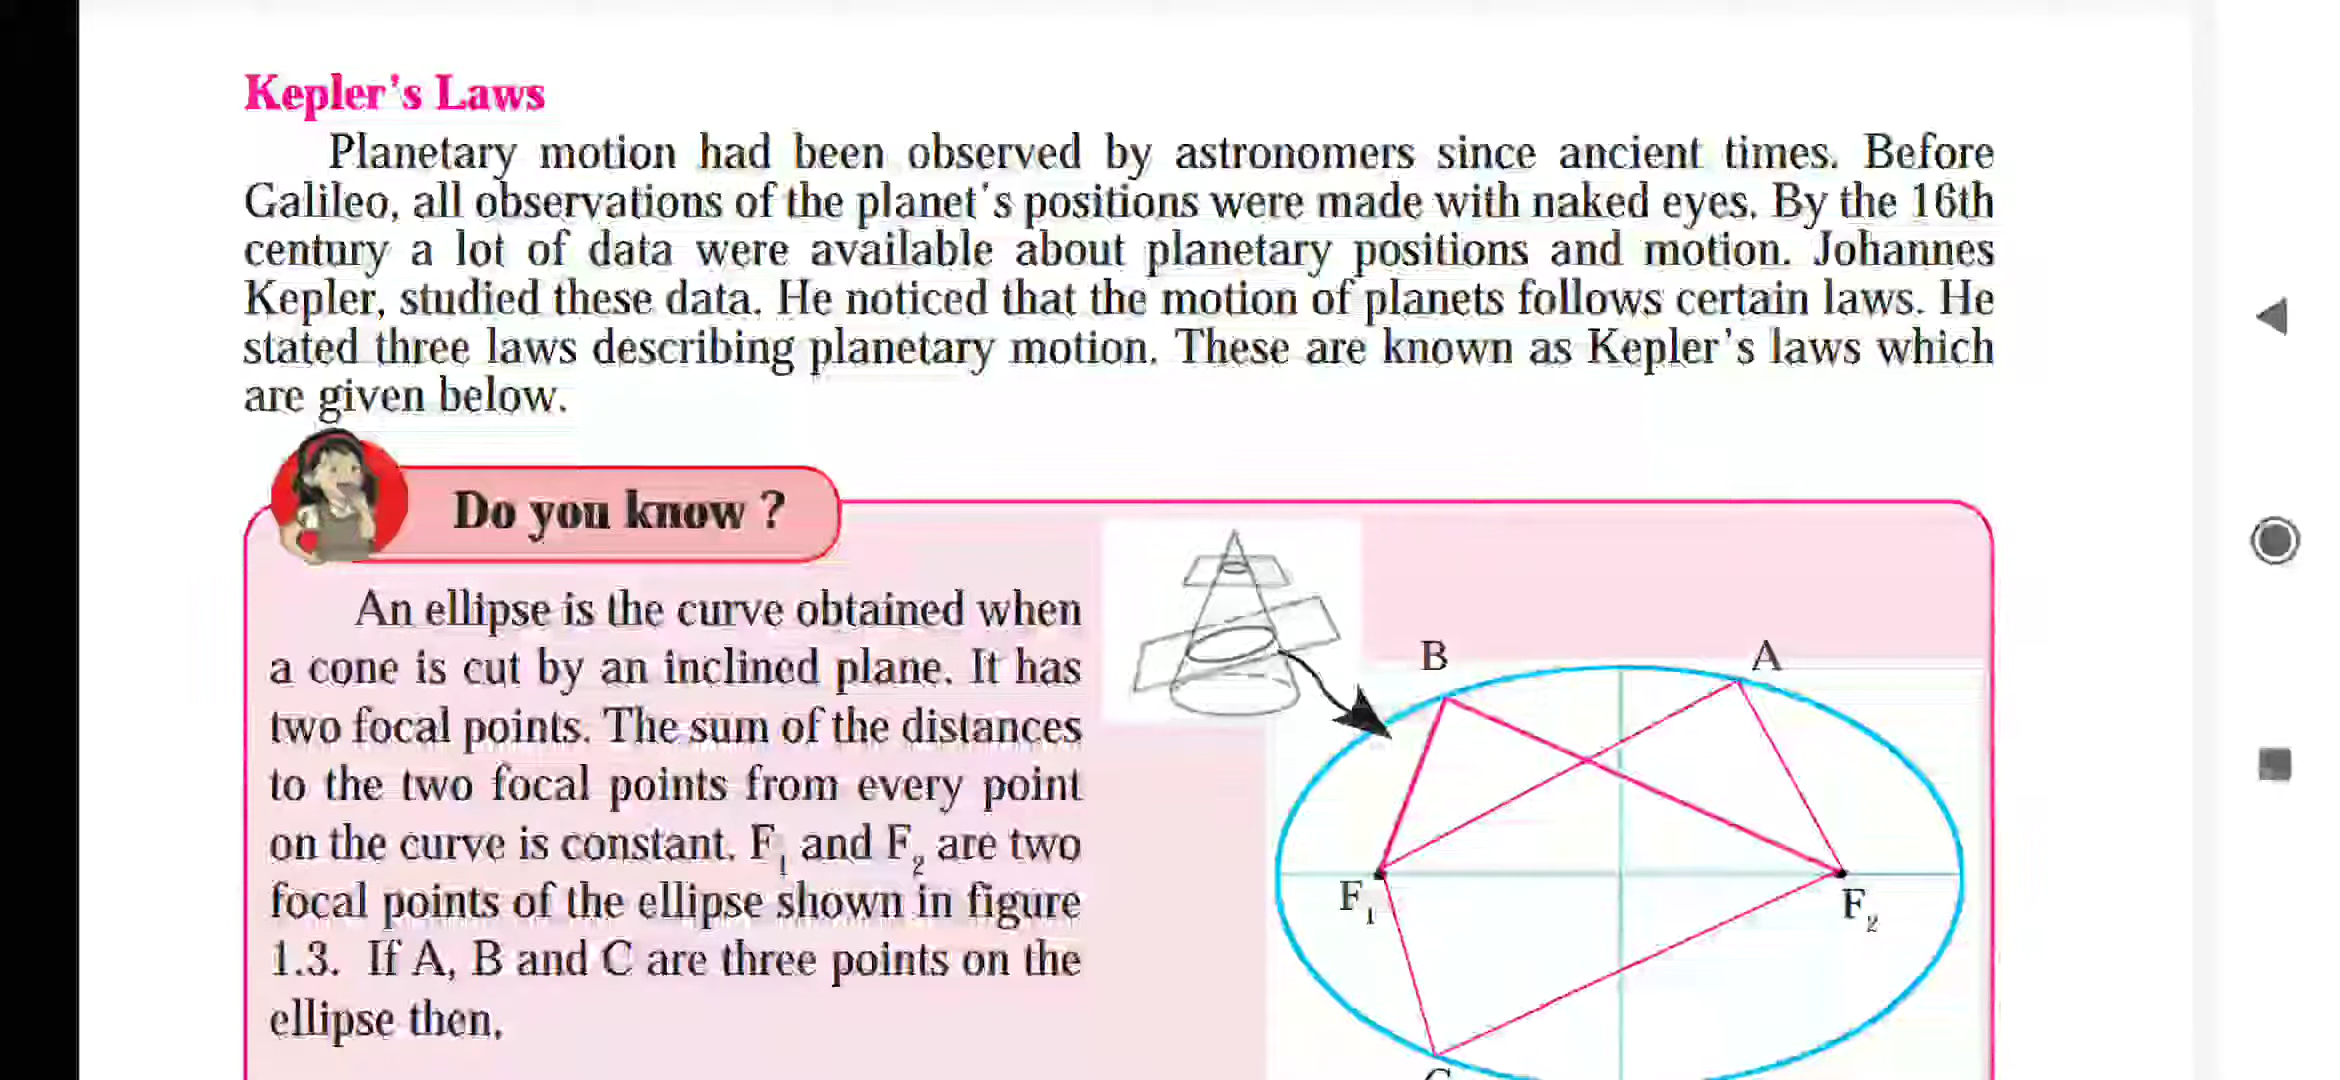 Kepler's Laws
Planetary motion had been observed by astronomers since ancient times. Before
Galileo, all observations of the planet's positions were made with naked eyes. By the 16th
century a lot of data were available about planetary positions and motion. Johannes
Kepler, studied these data. He noticed that the motion of planets follows certain laws. He
stated three laws describing planetary motion. These are known as Kepler's laws which
are given below.
Do you know ?
An ellipse is the curve obtained when
a cone is cut by an inclined plane. It has
two focal points. The sum of the distances
to the two focal points from every point
on the curve is constant. F₁ and F₂ are two
focal points of the ellipse shown in figure
1.3. If A, B and C are three points on the
ellipse then,
B
A
F₁
F₂